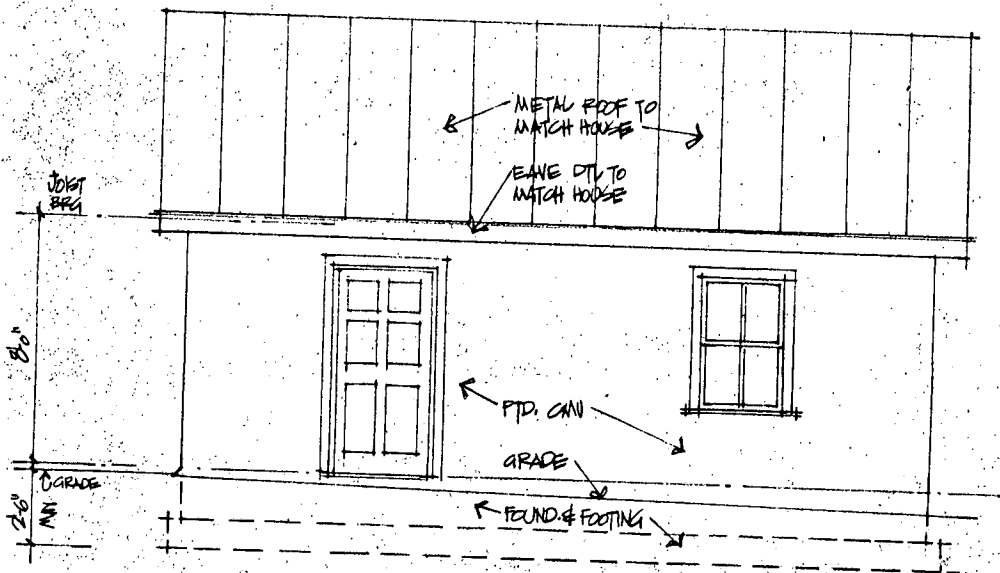 METAL ROOF TO
MATCH HOUSE
EAVE DTL TO
MATCH HOUSE
JOIST
BRG
8'0"
PTD. CMU
GRADE
GRADE
2'6"
MIN
FOUND. & FOOTING